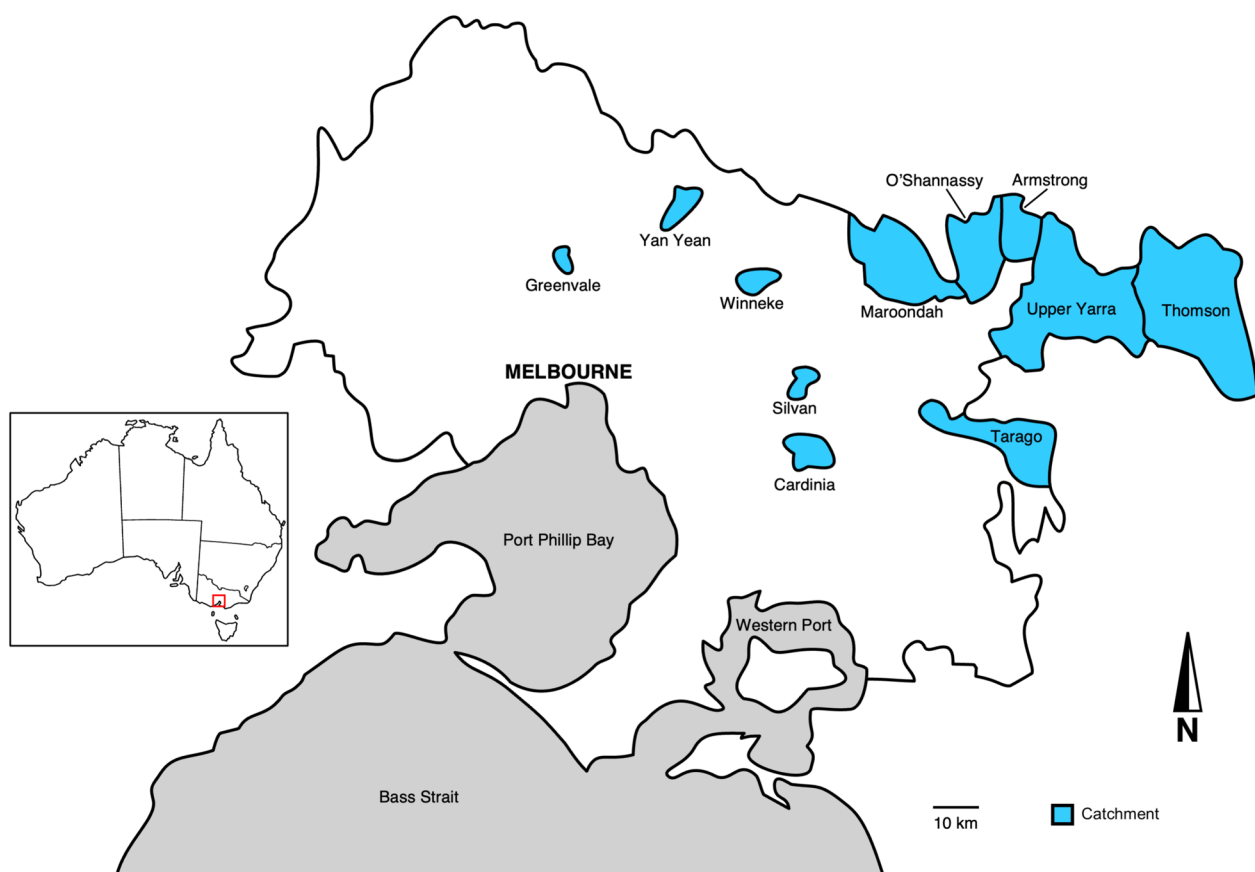 O'Shannassy
Armstrong
Yan Yean
Greenvale
Winneke
Maroondah
Upper Yarra
Thomson
MELBOURNE
Silvan
Tarago
Cardinia
Port Phillip Bay
Western Port
N
Bass Strait
10 km
Catchment